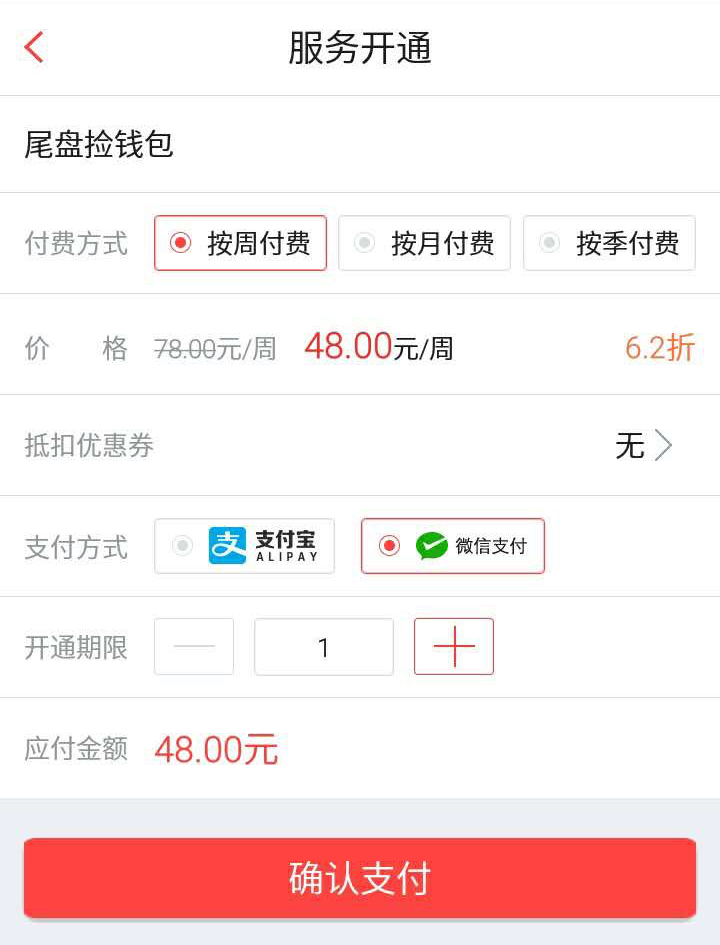 服务开通
尾盘捡钱包
付费方式 按周付费 按月付费 按季付费
价 格 78.00元/周 48.00元/周 6.2折
抵扣优惠券 无
支付方式 支 支付宝 ALIPAY 微信支付
开通期限 1
应付金额 48.00元
确认支付